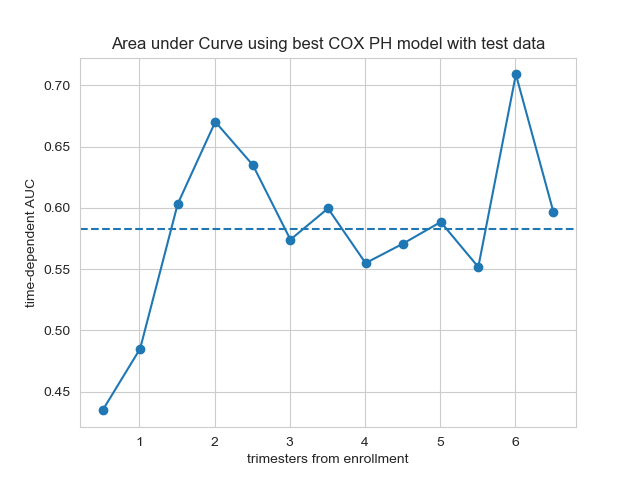 Area under Curve using best COX PH model with test data
time-dependent AUC
0.70
0.65
0.60
0.55
0.50
0.45
1 2 3 4 5 6
trimesters from enrollment